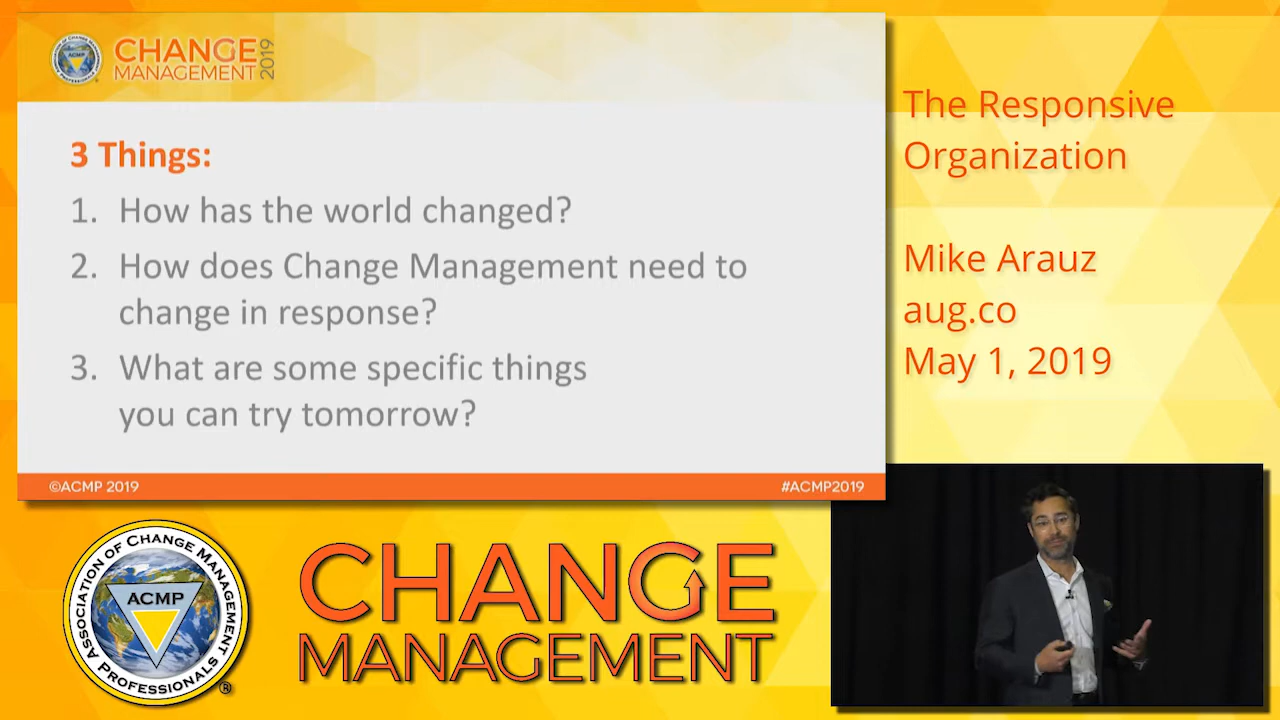 CHANGE
MANAGEMENT 2019
ACMP
3 Things:
1. How has the world changed?
2. How does Change Management need to
change in response?
3. What are some specific things
you can try tomorrow?
©ACMP 2019
#ACMP2019
The Responsive
Organization
Mike Arauz
aug.co
May 1, 2019
ASSOCIATION OF CHANGE MANAGEMENT PROFESSIONALS
ACMP
®
CHANGE
MANAGEMENT